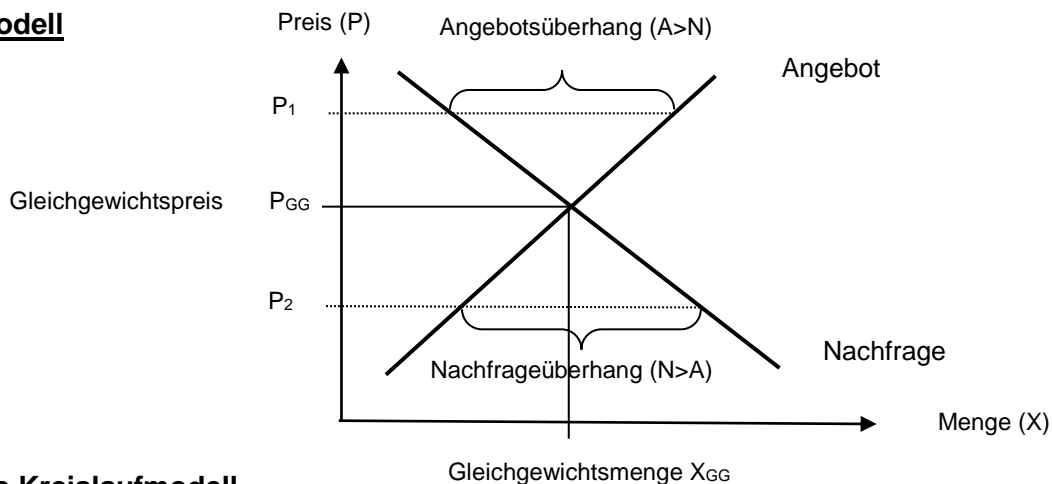 odell
Preis (P)
Angebotsüberhang (A>N)
Angebot
P1
Gleichgewichtspreis
PGG
P2
Nachfrage
Nachfrageüberhang (N>A)
Menge (X)
Gleichgewichtsmenge XGG
Kreislaufmodell